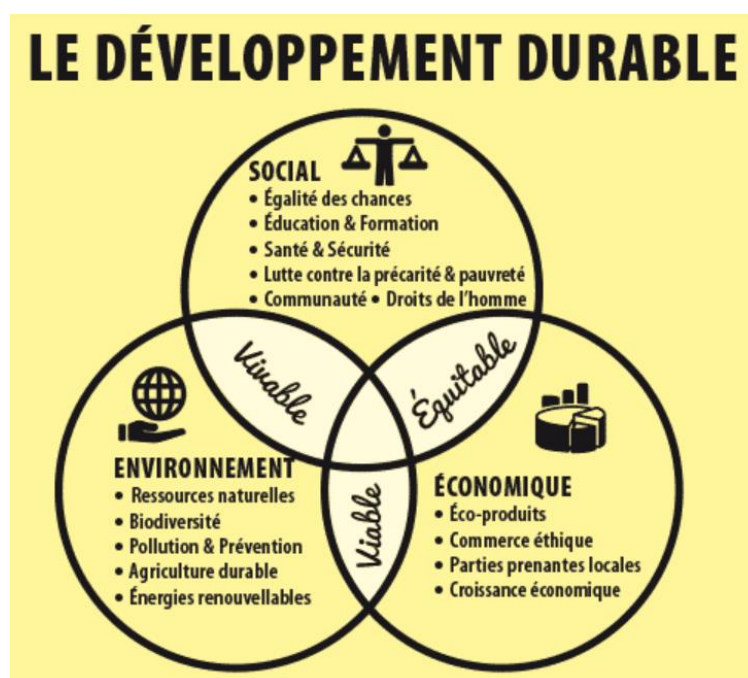 LE DÉVELOPPEMENT DURABLE
SOCIAL
• Égalité des chances
• Éducation & Formation
• Santé & Sécurité
• Lutte contre la précarité & pauvreté
• Communauté • Droits de l'homme
Vivable
Équitable
ENVIRONNEMENT
• Ressources naturelles
• Biodiversité
• Pollution & Prévention
• Agriculture durable
• Énergies renouvellables
Viable
ÉCONOMIQUE
• Éco-produits
• Commerce éthique
• Parties prenantes locales
• Croissance économique